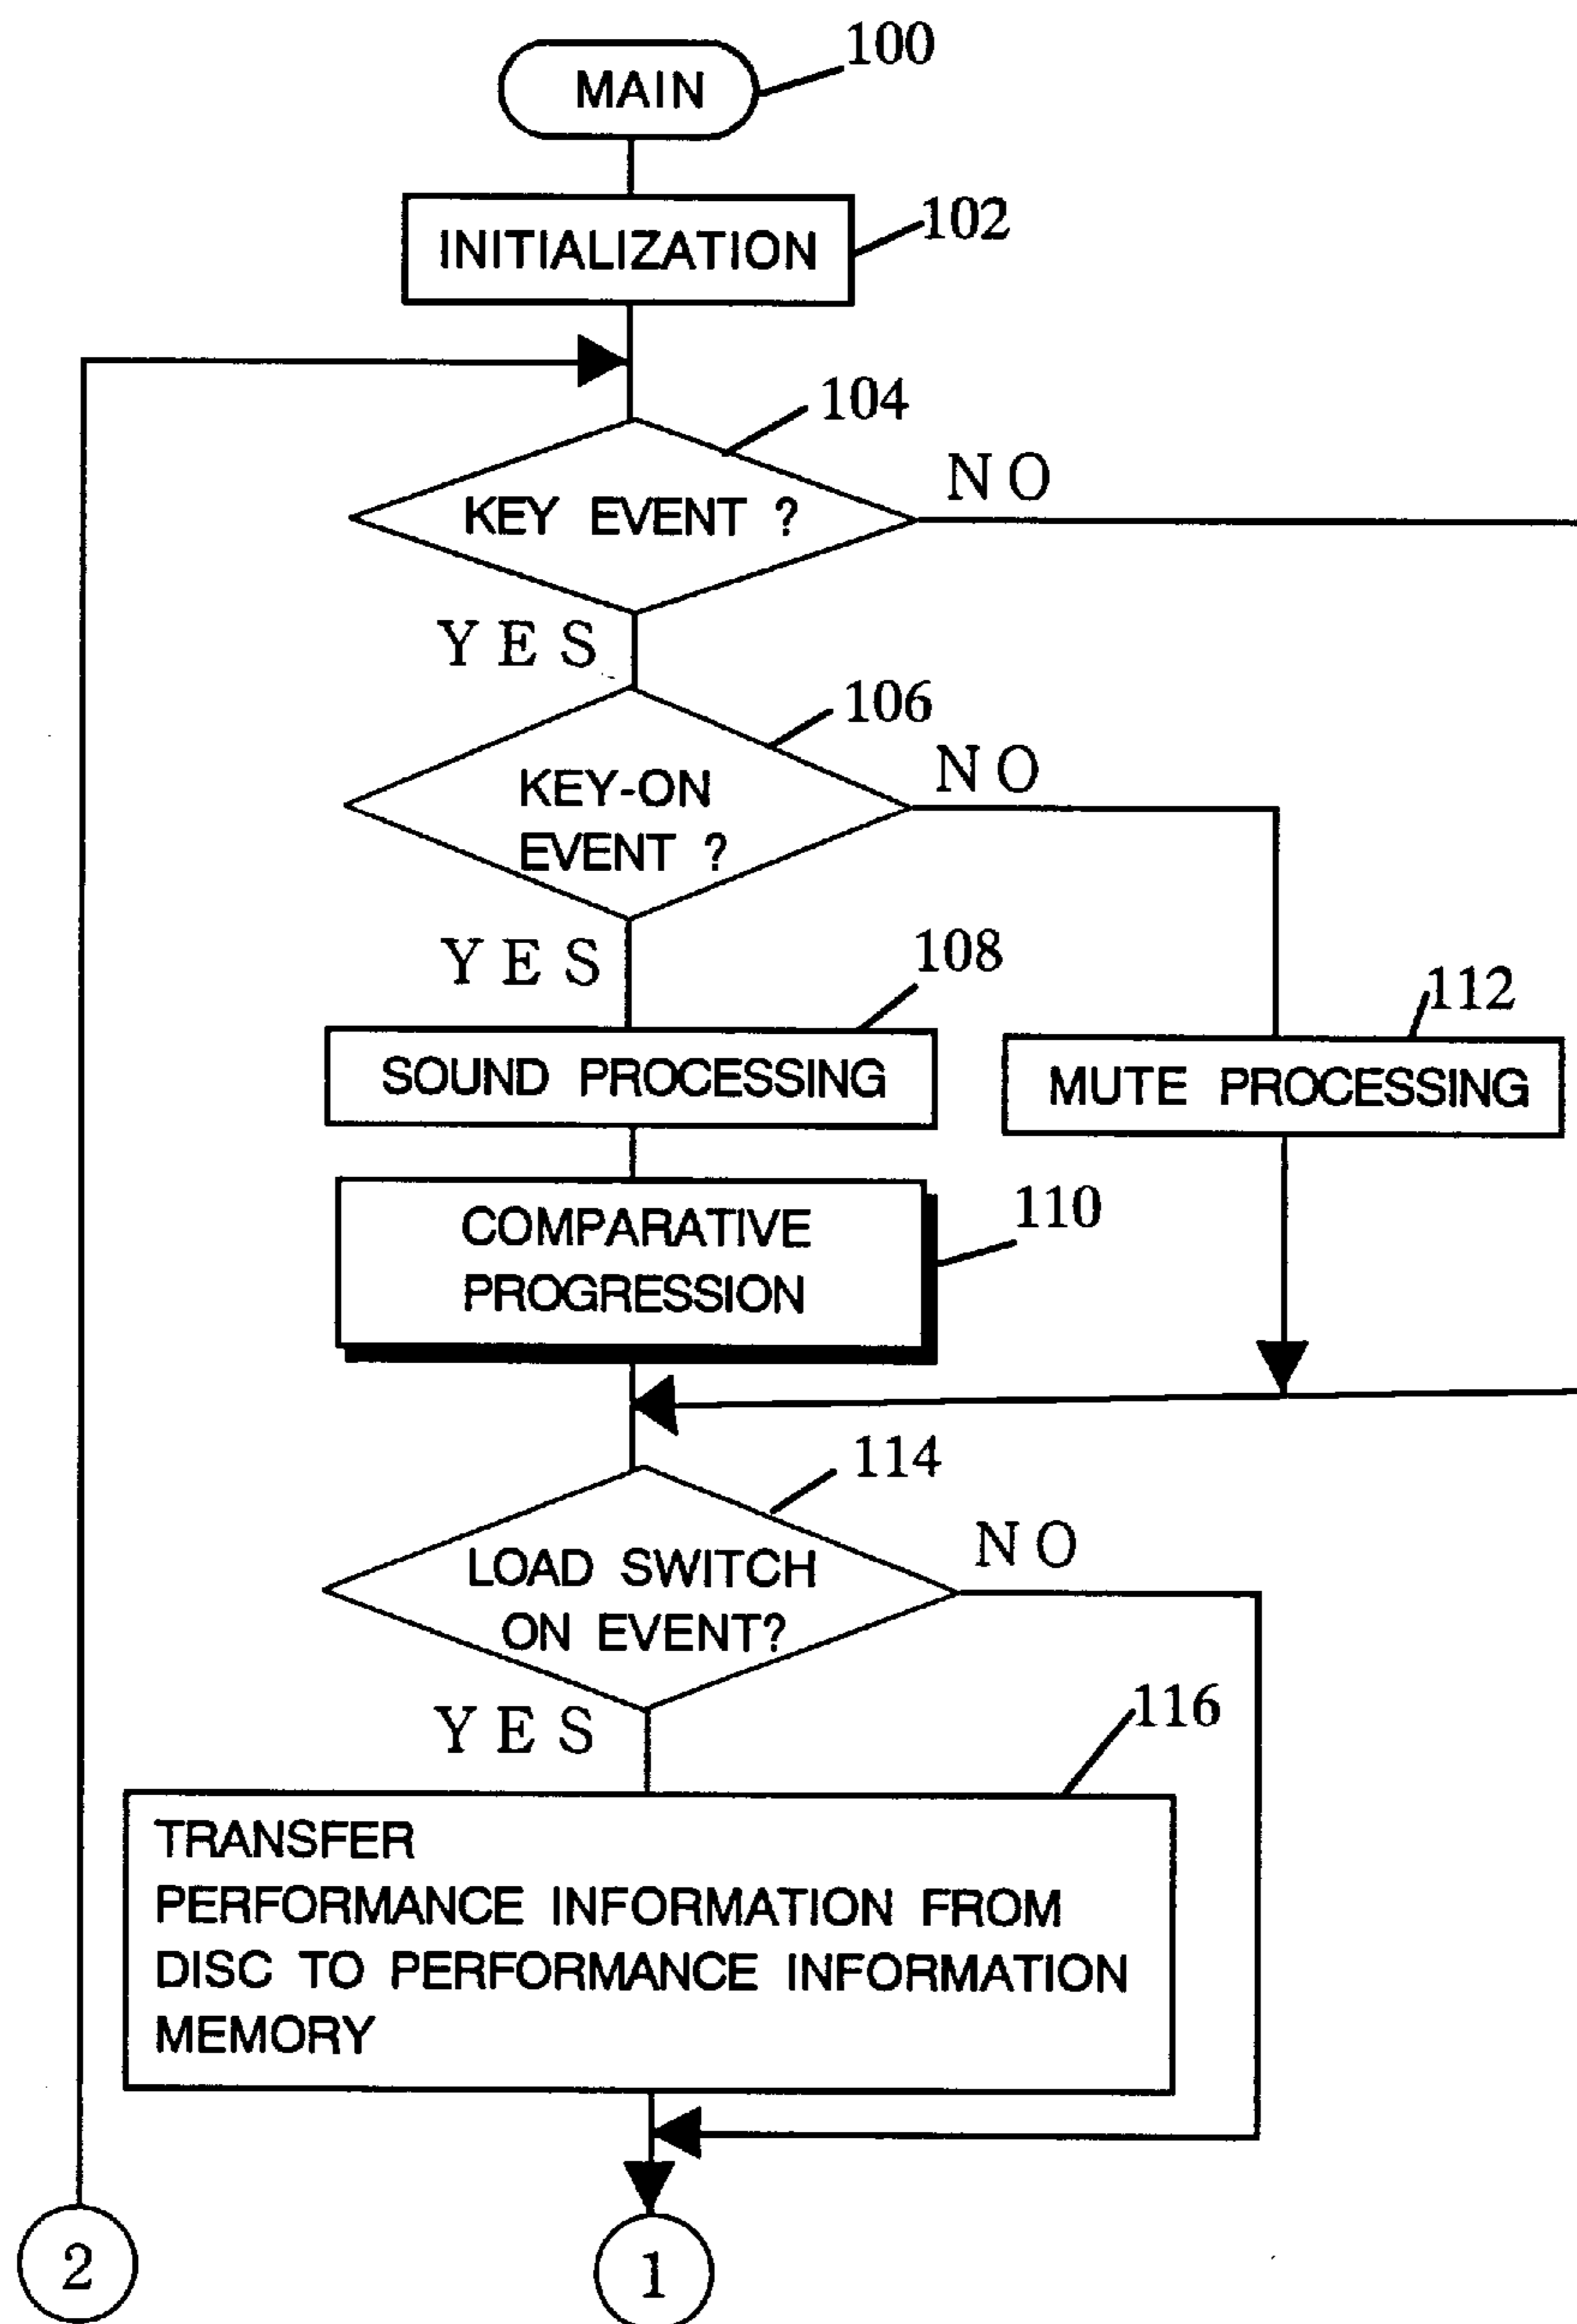 100
MAIN
102
INITIALIZATION
104
NO
KEY EVENT ?
YES
106
NO
KEY-ON
EVENT ?
YES
108
112
SOUND PROCESSING
MUTE PROCESSING
110
COMPARATIVE
PROGRESSION
114
NO
LOAD SWITCH
ON EVENT?
YES
116
TRANSFER
PERFORMANCE INFORMATION FROM
DISC TO PERFORMANCE INFORMATION
MEMORY
2
1